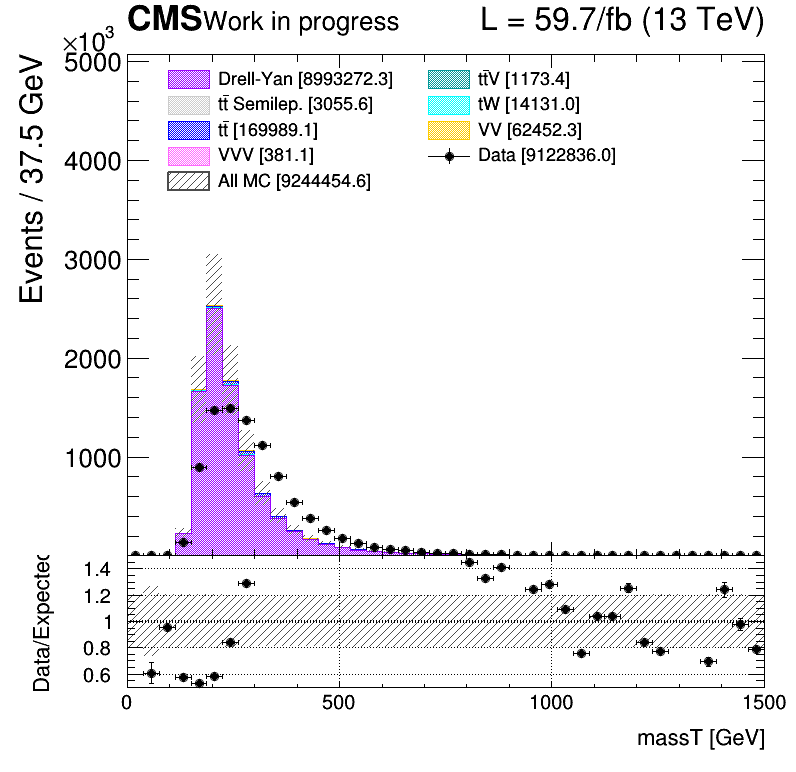 CMS Work in progress L = 59.7/fb (13 TeV)
×10³
Events / 37.5 GeV
5000
4000
3000
2000
1000
Drell-Yan [8993272.3]
tt̄ Semilep. [3055.6]
tt̄ [169989.1]
VVV [381.1]
All MC [9244454.6]
tt̄V [1173.4]
tW [14131.0]
VV [62452.3]
Data [9122836.0]
Data/Expected
1.4
1.2
1
0.8
0.6
0 500 1000 1500
massT [GeV]